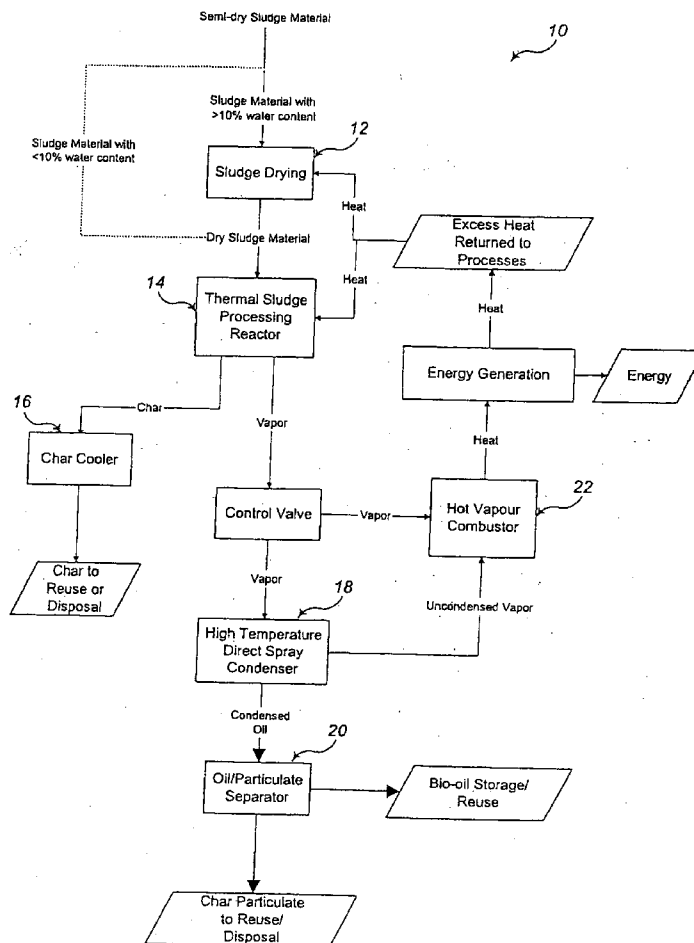 Semi-dry Sludge Material
10
Sludge Material with
>10% water content
Sludge Material with
<10% water content
12
Sludge Drying
Heat
Dry Sludge Material
Excess Heat
Returned to
Processes
Heat
14
Thermal Sludge
Processing
Reactor
Heat
Energy Generation
Energy
Char
Vapor
16
Char Cooler
Heat
Control Valve
Vapor
Hot Vapour
Combustor
22
Char to
Reuse or
Disposal
Vapor
18
Uncondensed Vapor
High Temperature
Direct Spray
Condenser
Condensed
Oil
20
Oil/Particulate
Separator
Bio-oil Storage/
Reuse
Char Particulate
to Reuse/
Disposal